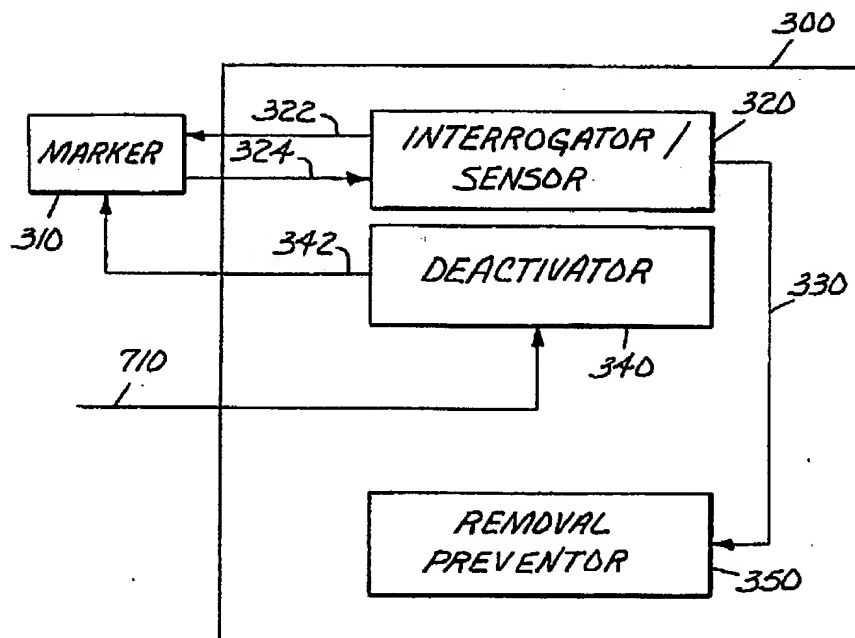 300
322
320
MARKER
INTERROGATOR /
SENSOR
324
310
342
DEACTIVATOR
330
710
340
REMOVAL
PREVENTOR
350